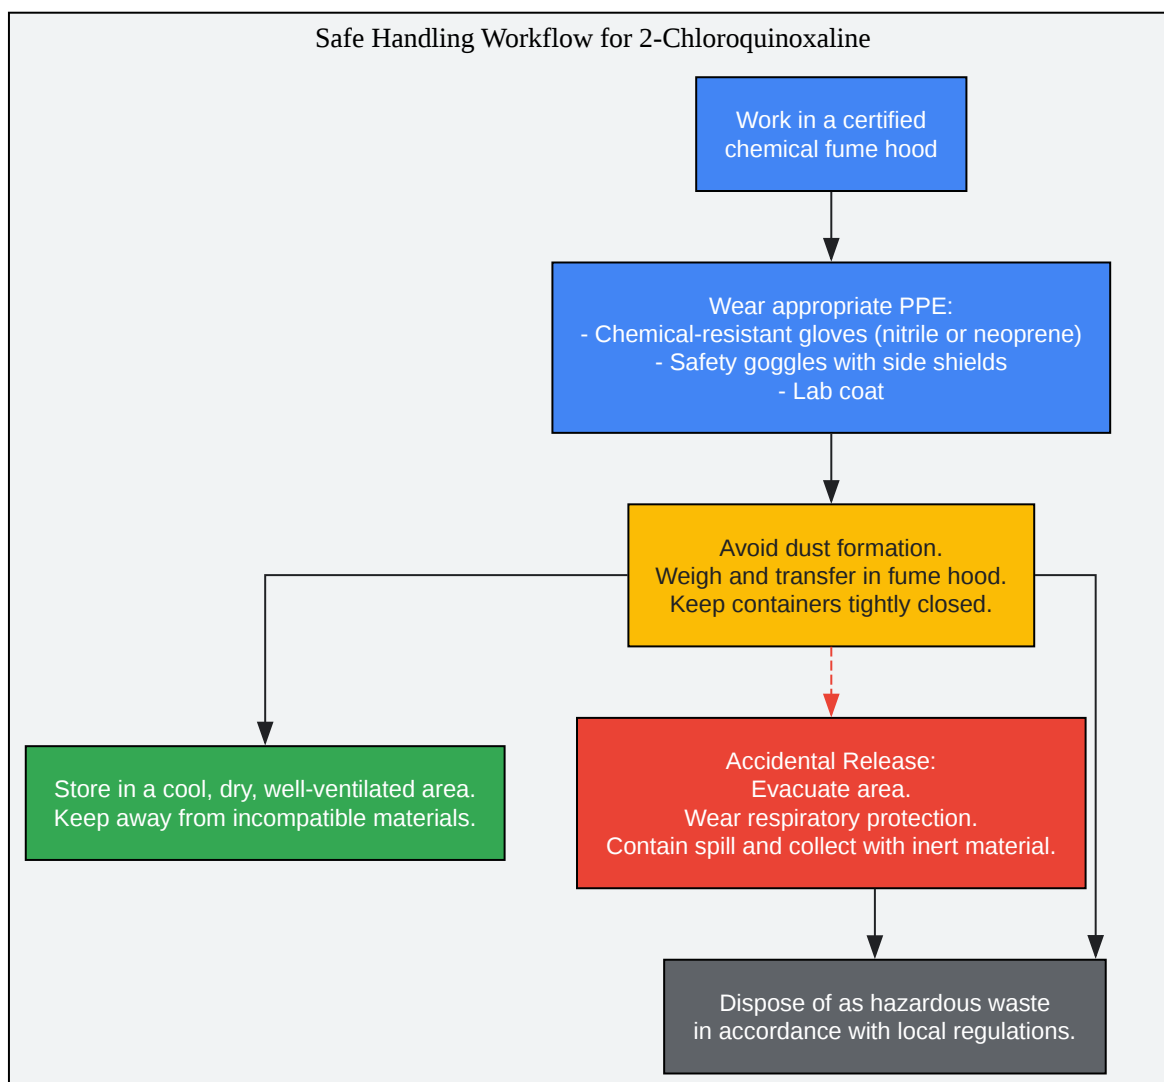 Safe Handling Workflow for 2-Chloroquinoxaline
Work in a certified
chemical fume hood
Wear appropriate PPE:
- Chemical-resistant gloves (nitrile or neoprene)
- Safety goggles with side shields
- Lab coat
Avoid dust formation.
Weigh and transfer in fume hood.
Keep containers tightly closed.
Store in a cool, dry, well-ventilated area.
Keep away from incompatible materials.
Accidental Release:
Evacuate area.
Wear respiratory protection.
Contain spill and collect with inert material.
Dispose of as hazardous waste
in accordance with local regulations.